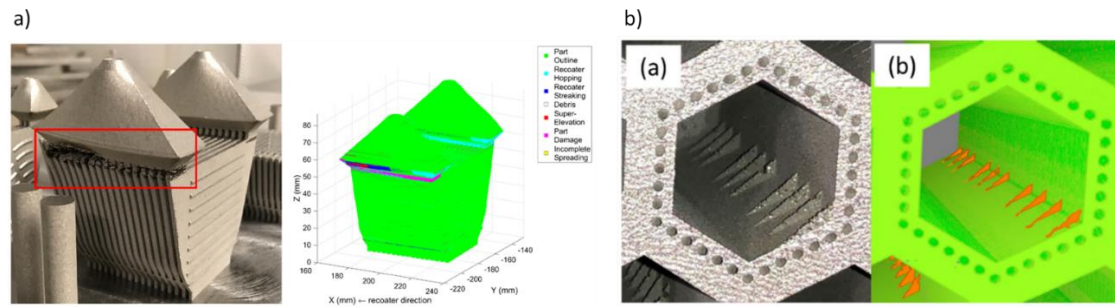 a)
b)
Part
Outline
Recoater
Hopping
Recoater
Streaking
Debris
Super-
Elevation
Part
Damage
Incomplete
Spreading
80
70
60
50
40
30
20
10
0
Z (mm)
160
180
200
220
240
X (mm) ← recoater direction
-220
-200
-180
-160
-140
Y (mm)
(a)
(b)